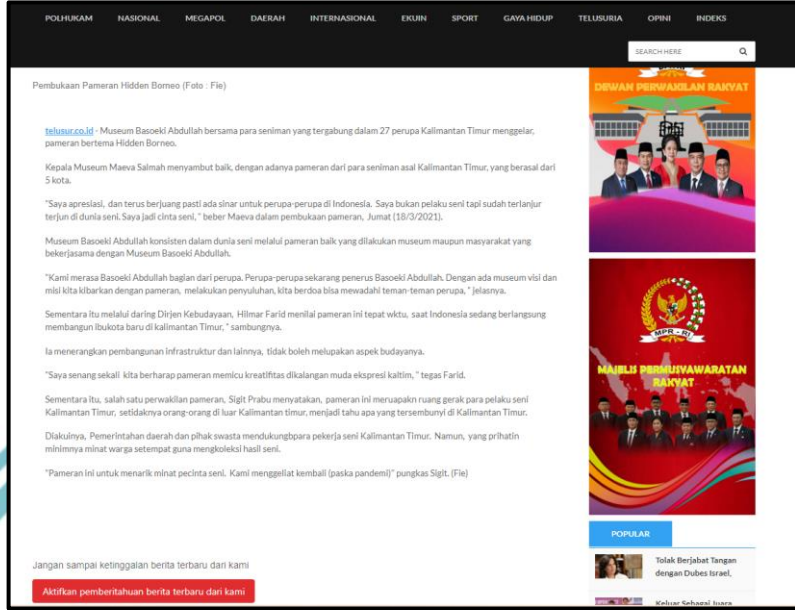 POLHUKAM NASIONAL MEGAPOL DAERAH INTERNASIONAL EKUIN SPORT GAYA HIDUP TELUSURIA OPINI INDEKS
SEARCH HERE
Pembukaan Pameran Hidden Borneo (Foto : Fie)
telusur.co.id - Museum Basoeki Abdullah bersama para seniman yang tergabung dalam 27 perupa Kalimantan Timur menggelar,
pameran bertema Hidden Borneo.
Kepala Museum Maeva Salmah menyambut baik, dengan adanya pameran dari para seniman asal Kalimantan Timur, yang berasal dari
5 kota.
"Saya apresiasi, dan terus berjuang pasti ada sinar untuk perupa-perupa di Indonesia. Saya bukan pelaku seni tapi sudah terlanjur
terjun di dunia seni. Saya jadi cinta seni, " beber Maeva dalam pembukaan pameran, Jumat (18/3/2021).
Museum Basoeki Abdullah konsisten dalam dunia seni melalui pameran baik yang dilakukan museum maupun masyarakat yang
bekerjasama dengan Museum Basoeki Abdullah.
"Kami merasa Basoeki Abdullah bagian dari perupa. Perupa-perupa sekarang penerus Basoeki Abdullah. Dengan ada museum visi dan
misi kita kibarkan dengan pameran, melakukan penyuluhan, kita berdoa bisa mewadahi teman-teman perupa, " jelasnya.
Sementara itu melalui daring Dirjen Kebudayaan, Hilmar Farid menilai pameran ini tepat wktu, saat Indonesia sedang berlangsung
membangun ibukota baru di kalimantan Timur, " sambungnya.
Ia menerangkan pembangunan infrastruktur dan lainnya, tidak boleh melupakan aspek budayanya.
"Saya senang sekali kita berharap pameran memicu kreatifitas dikalangan muda ekspresi kaltim, " tegas Farid.
Sementara itu, salah satu perwakilan pameran, Sigit Prabu menyatakan, pameran ini meruapakn ruang gerak para pelaku seni
Kalimantan Timur, setidaknya orang-orang di luar Kalimantan timur, menjadi tahu apa yang tersembunyi di Kalimantan Timur.
Diakuinya, Pemerintahan daerah dan pihak swasta mendukungbpara pekerja seni Kalimantan Timur. Namun, yang prihatin
minimnya minat warga setempat guna mengkoleksi hasil seni.
"Pameran ini untuk menarik minat pecinta seni. Kami menggeliat kembali (paska pandemi)" pungkas Sigit. (Fie)
Jangan sampai ketinggalan berita terbaru dari kami
Aktifkan pemberitahuan berita terbaru dari kami
DEWAN PERWAKILAN RAKYAT
MPR - RI
MAJELIS PERMUSYAWARATAN
RAKYAT
POPULAR
Tolak Berjabat Tangan
dengan Dubes Israel,
Keluar Sebagai Juara